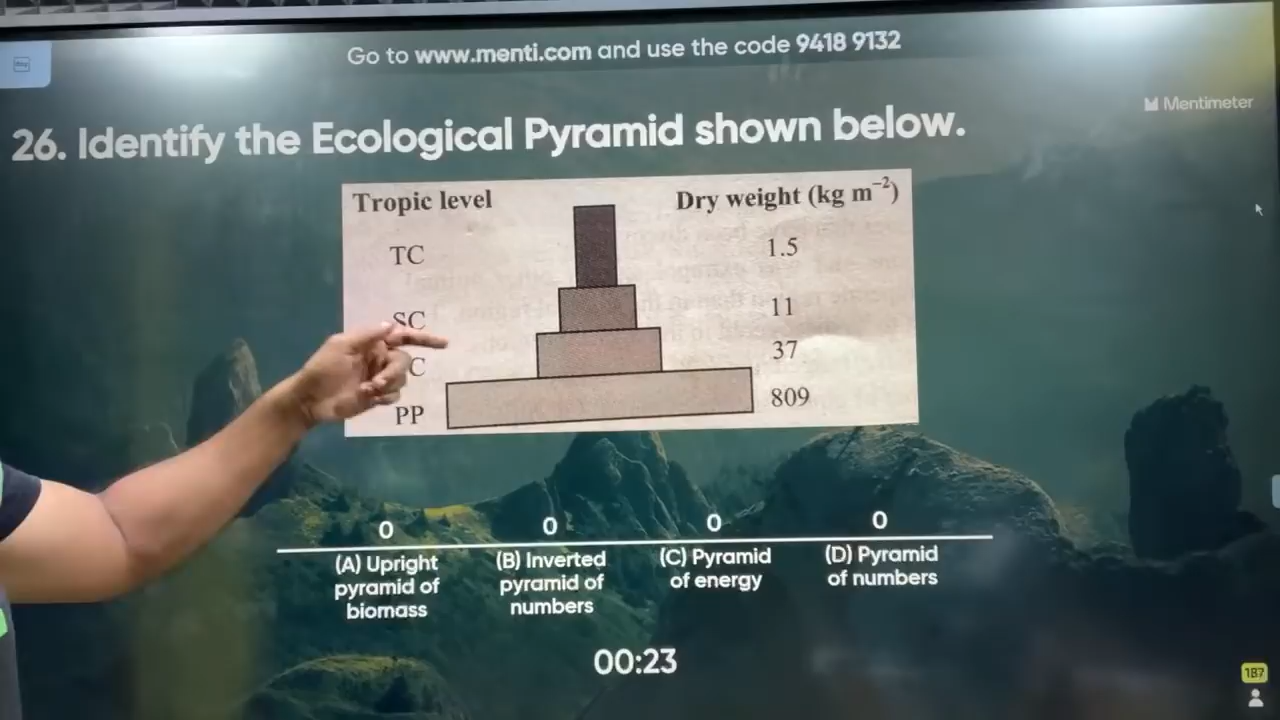 Go to www.menti.com and use the code 9418 9132
Mentimeter
26. Identify the Ecological Pyramid shown below.
Tropic level Dry weight (kg m⁻²)
TC 1.5
SC 11
C 37
PP 809
0 0 0 0
(A) Upright pyramid of biomass
(B) Inverted pyramid of numbers
(C) Pyramid of energy
(D) Pyramid of numbers
00:23
187